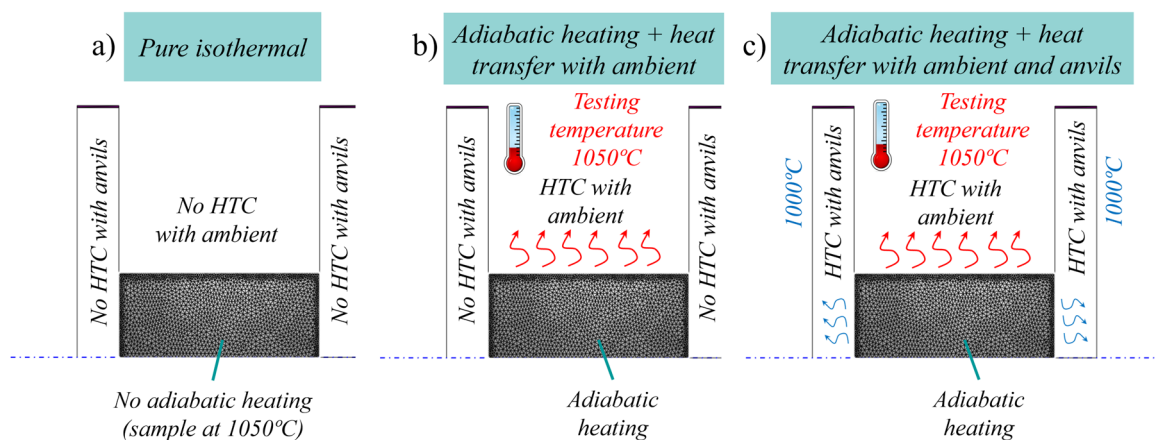 a)
Pure isothermal
No HTC with anvils
No HTC
with ambient
No HTC with anvils
No adiabatic heating
(sample at 1050ºC)
b)
Adiabatic heating + heat
transfer with ambient
No HTC with anvils
Testing
temperature
1050ºC
HTC with
ambient
No HTC with anvils
Adiabatic
heating
c)
Adiabatic heating + heat
transfer with ambient and anvils
1000ºC
HTC with anvils
Testing
temperature
1050ºC
HTC with
ambient
HTC with anvils
1000ºC
Adiabatic
heating